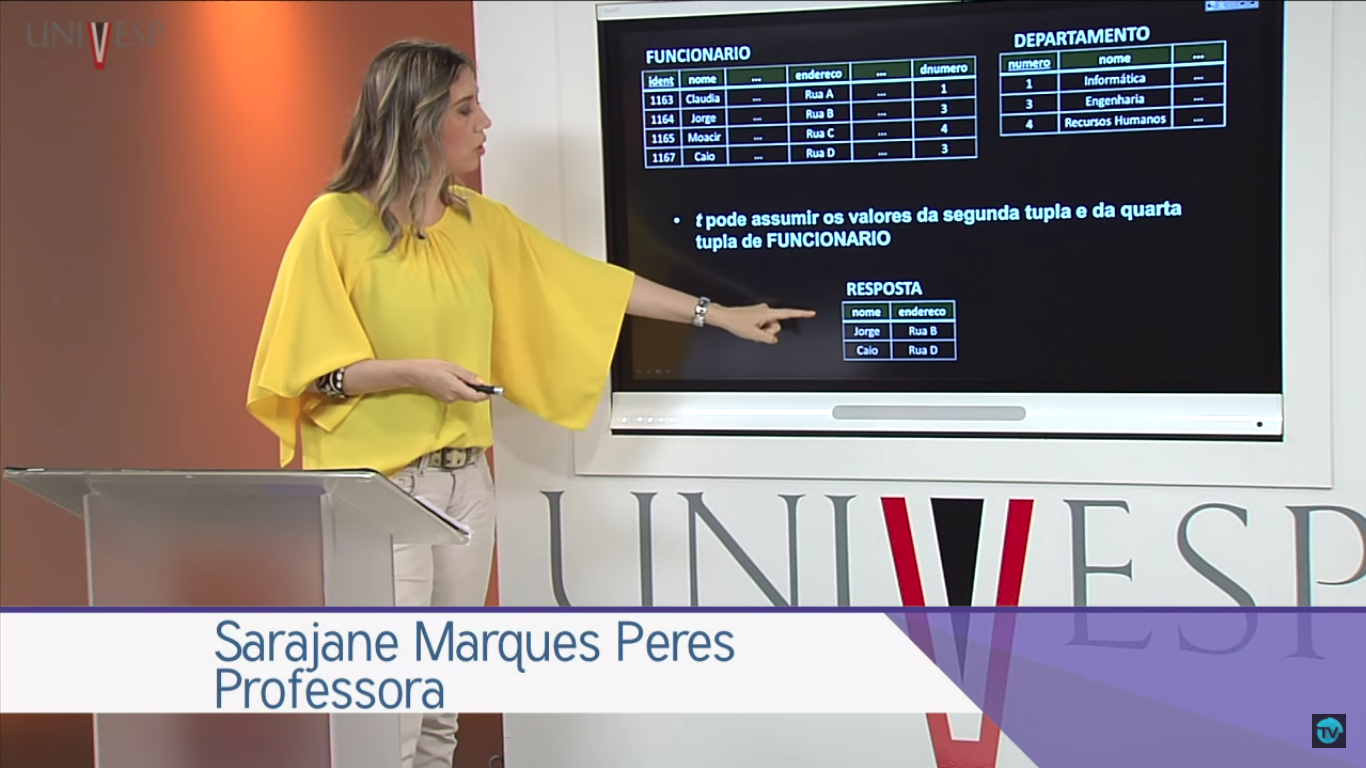 UNIVESP
FUNCIONARIO
ident nome ... endereco ... dnumero
1163 Claudia ... Rua A ... 1
1164 Jorge ... Rua B ... 3
1165 Moacir ... Rua C ... 4
1167 Caio ... Rua D ... 3
DEPARTAMENTO
numero nome ...
1 Informática ...
3 Engenharia ...
4 Recursos Humanos ...
• t pode assumir os valores da segunda tupla e da quarta
tupla de FUNCIONARIO
RESPOSTA
nome endereco
Jorge Rua B
Caio Rua D
UNIVESP
Sarajane Marques Peres
Professora
TV